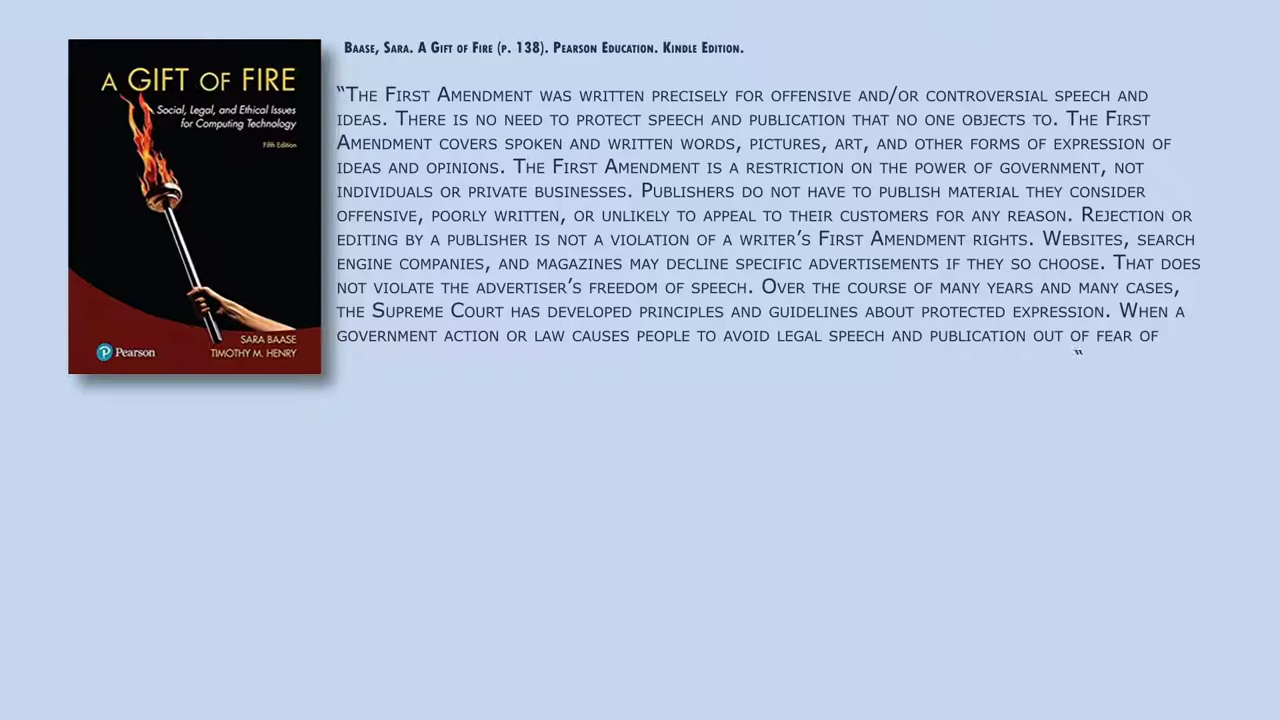 A GIFT OF FIRE
Social, Legal, and Ethical Issues
for Computing Technology
Fifth Edition
Pearson
SARA BAASE
TIMOTHY M. HENRY
Baase, Sara. A Gift of Fire (p. 138). Pearson Education. Kindle Edition.
“The First Amendment was written precisely for offensive and/or controversial speech and
ideas. There is no need to protect speech and publication that no one objects to. The First
Amendment covers spoken and written words, pictures, art, and other forms of expression of
ideas and opinions. The First Amendment is a restriction on the power of government, not
individuals or private businesses. Publishers do not have to publish material they consider
offensive, poorly written, or unlikely to appeal to their customers for any reason. Rejection or
editing by a publisher is not a violation of a writer’s First Amendment rights. Websites, search
engine companies, and magazines may decline specific advertisements if they so choose. That does
not violate the advertiser’s freedom of speech. Over the course of many years and many cases,
the Supreme Court has developed principles and guidelines about protected expression. When a
government action or law causes people to avoid legal speech and publication out of fear of